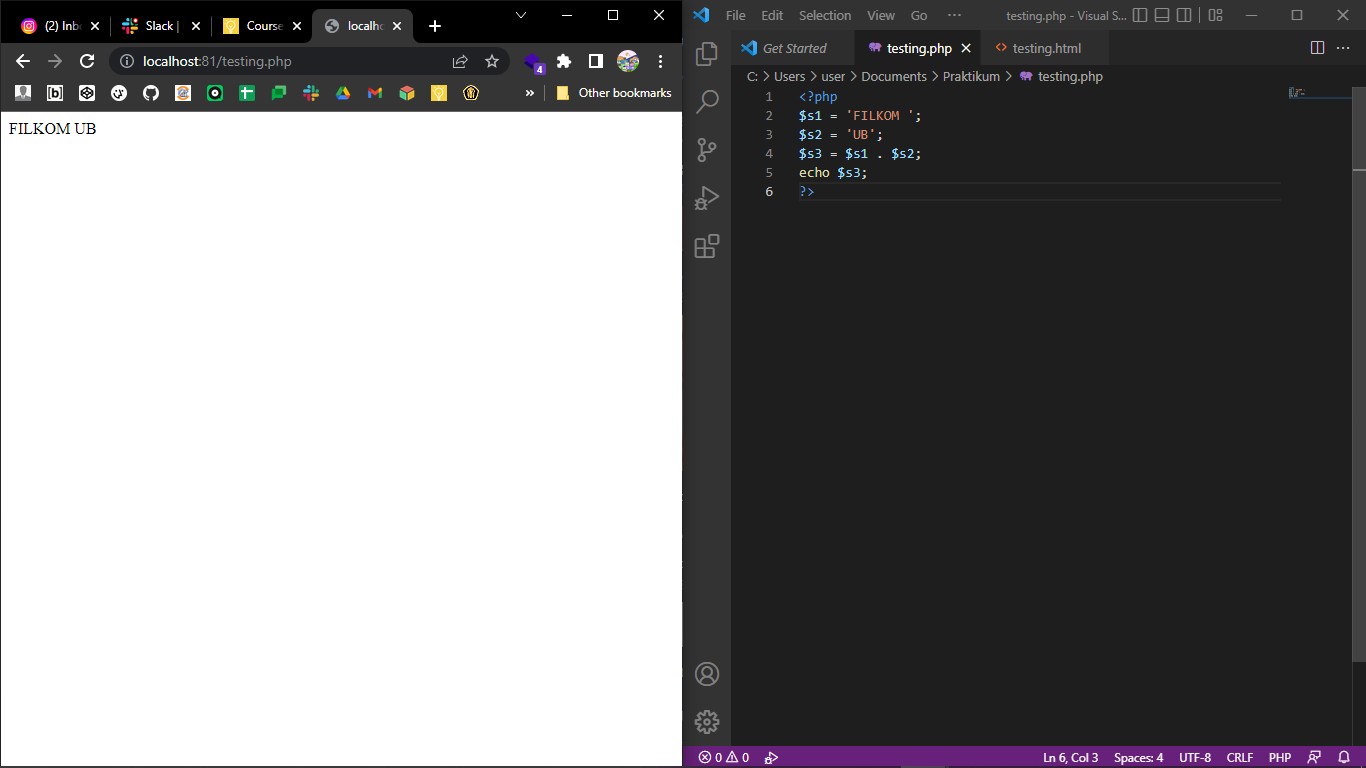 (2) Inb
Slack |
Course
localho
localhost:81/testing.php
4
» Other bookmarks
FILKOM UB
File Edit Selection View Go ··· testing.php - Visual S...
Get Started testing.php testing.html
C: > Users > user > Documents > Praktikum > testing.php
1 <?php
2 $s1 = 'FILKOM ';
3 $s2 = 'UB';
4 $s3 = $s1 . $s2;
5 echo $s3;
6 ?>
0 0 Ln 6, Col 3 Spaces: 4 UTF-8 CRLF PHP